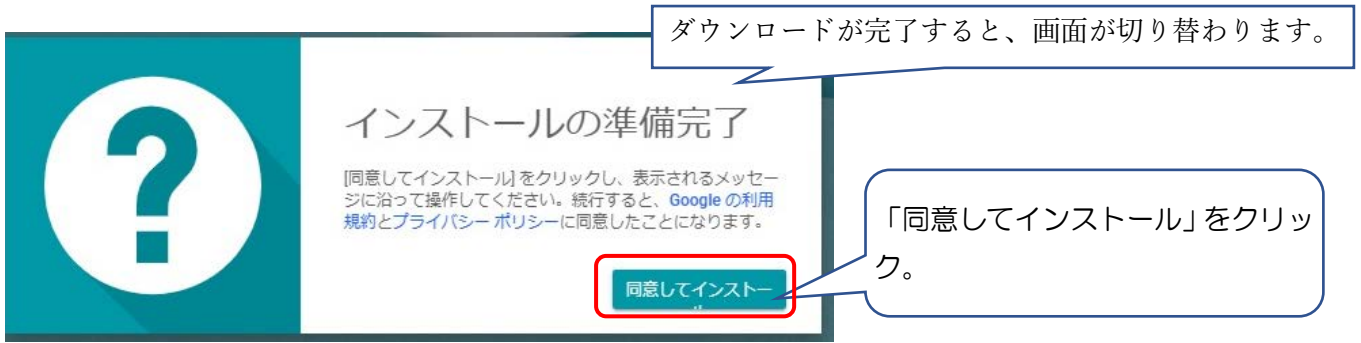 ダウンロードが完了すると、画面が切り替わります。
インストールの準備完了
[同意してインストール] をクリックし、表示されるメッセー
ジに沿って操作してください。続行すると、Google の利用
規約とプライバシー ポリシーに同意したことになります。
同意してインストー
ル
「同意してインストール」をクリッ
ク。